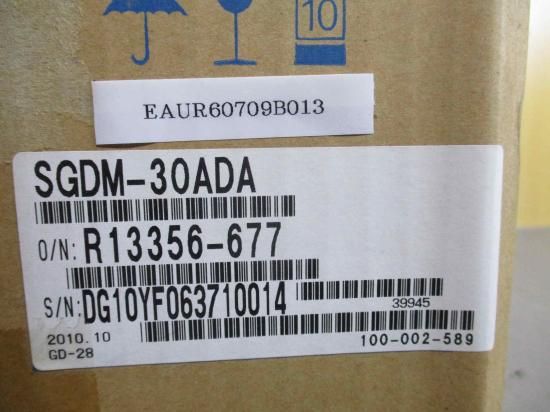 10
EAUR60709B013
SGDM-30ADA
O/N: R13356-677
S/N: DG10YF063710014
39945
2010.10
GD-28
100-002-589